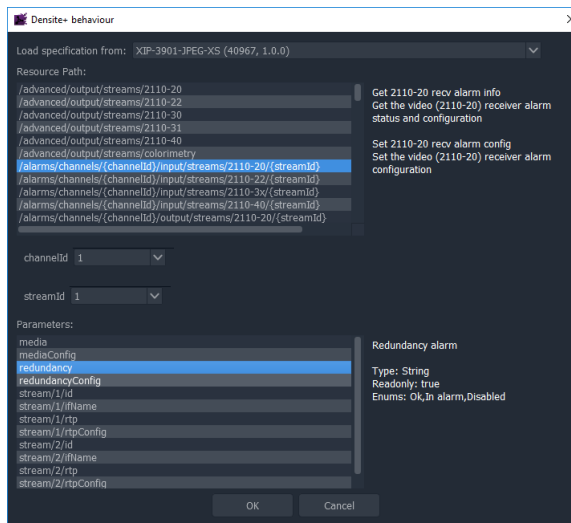 Densite+ behaviour
Load specification from: XIP-3901-JPEG-XS (40967, 1.0.0)
Resource Path:
/advanced/output/streams/2110-20
/advanced/output/streams/2110-22
/advanced/output/streams/2110-30
/advanced/output/streams/2110-31
/advanced/output/streams/2110-40
/advanced/output/streams/colorimetry
/alarms/channels/{channelId}/input/streams/2110-20/{streamId}
/alarms/channels/{channelId}/input/streams/2110-22/{streamId}
/alarms/channels/{channelId}/input/streams/2110-3x/{streamId}
/alarms/channels/{channelId}/input/streams/2110-40/{streamId}
/alarms/channels/{channelId}/output/streams/2110-20/{streamId}
Get 2110-20 recv alarm info
Get the video (2110-20) receiver alarm
status and configuration
Set 2110-20 recv alarm config
Set the video (2110-20) receiver alarm
configuration
channelId 1
streamId 1
Parameters:
media
mediaConfig
redundancy
redundancyConfig
stream/1/id
stream/1/ifName
stream/1/rtp
stream/1/rtpConfig
stream/2/id
stream/2/ifName
stream/2/rtp
stream/2/rtpConfig
Redundancy alarm
Type: String
Readonly: true
Enums: Ok,In alarm,Disabled
OK
Cancel